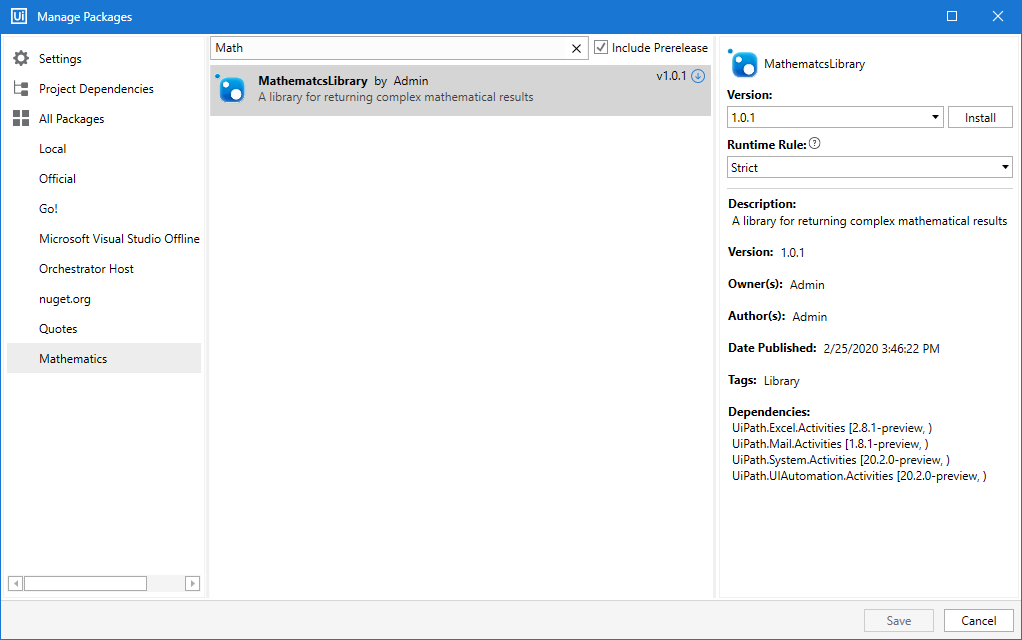 Ui Manage Packages
Settings
Project Dependencies
All Packages
Local
Official
Go!
Microsoft Visual Studio Offline
Orchestrator Host
nuget.org
Quotes
Mathematics
Math
Include Prerelease
MathematcsLibrary by Admin v1.0.1
A library for returning complex mathematical results
MathematcsLibrary
Version:
1.0.1 Install
Runtime Rule: ?
Strict
Description:
A library for returning complex mathematical results
Version: 1.0.1
Owner(s): Admin
Author(s): Admin
Date Published: 2/25/2020 3:46:22 PM
Tags: Library
Dependencies:
UiPath.Excel.Activities [2.8.1-preview, )
UiPath.Mail.Activities [1.8.1-preview, )
UiPath.System.Activities [20.2.0-preview, )
UiPath.UIAutomation.Activities [20.2.0-preview, )
Save Cancel